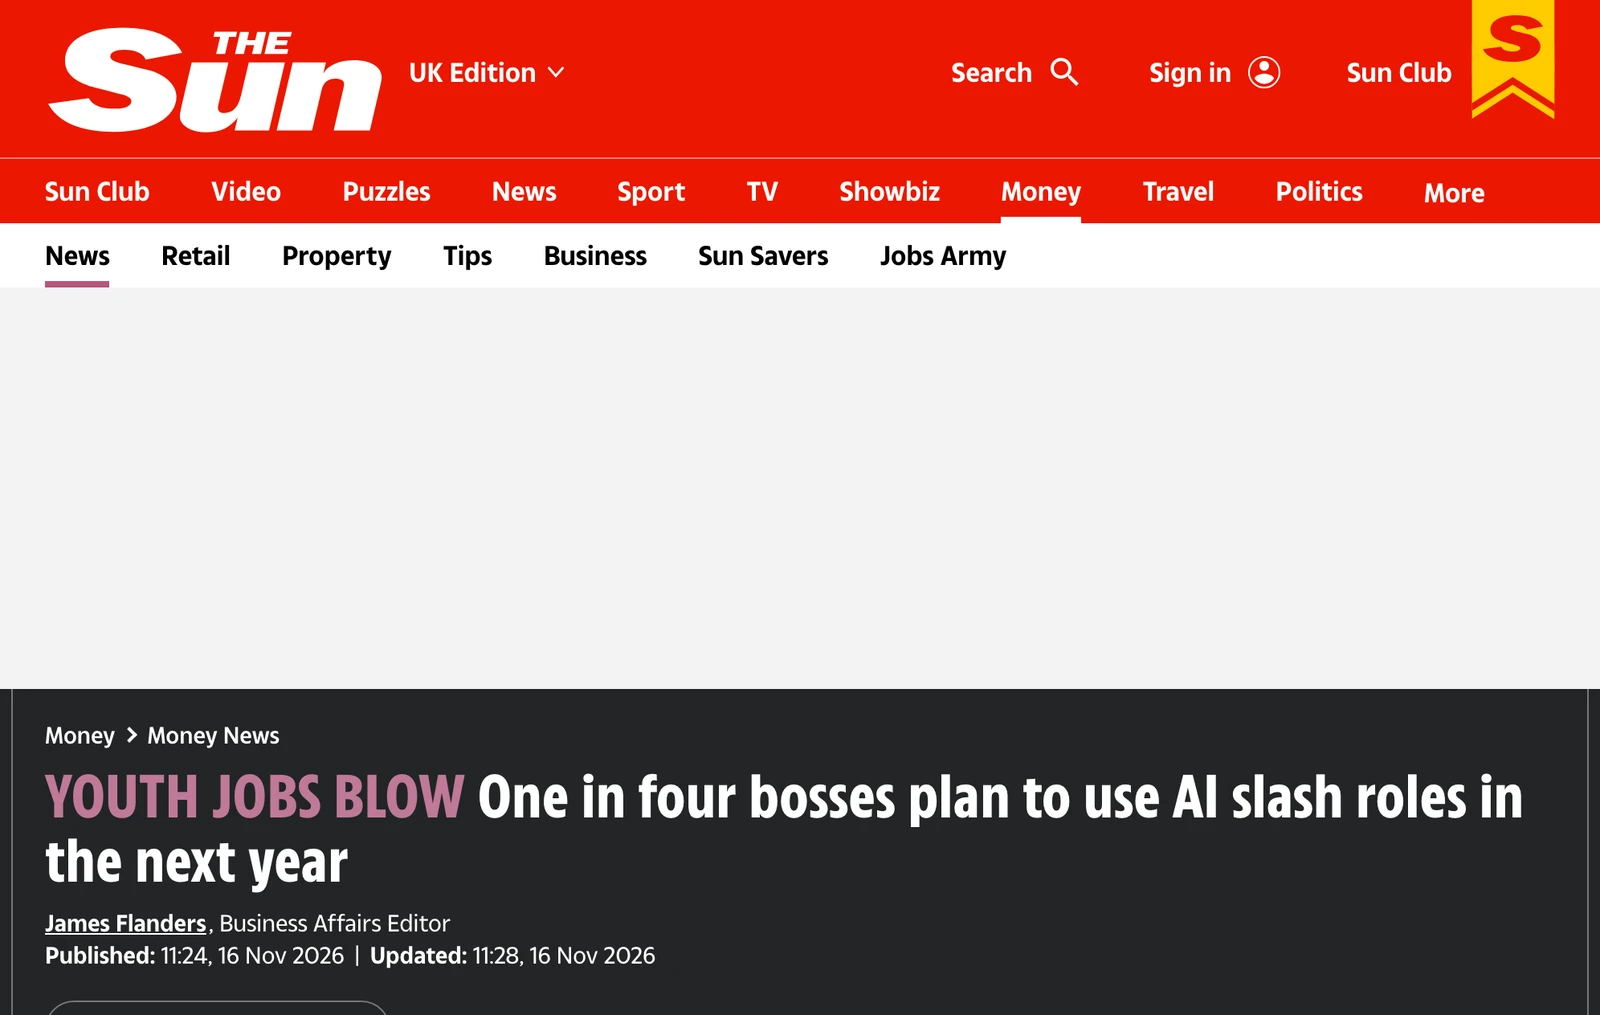 THE Sun
UK Edition
Search
Sign in
Sun Club
S
Sun Club Video Puzzles News Sport TV Showbiz Money Travel Politics More
News Retail Property Tips Business Sun Savers Jobs Army
Money > Money News
YOUTH JOBS BLOW One in four bosses plan to use AI slash roles in
the next year
James Flanders, Business Affairs Editor
Published: 11:24, 16 Nov 2026 | Updated: 11:28, 16 Nov 2026